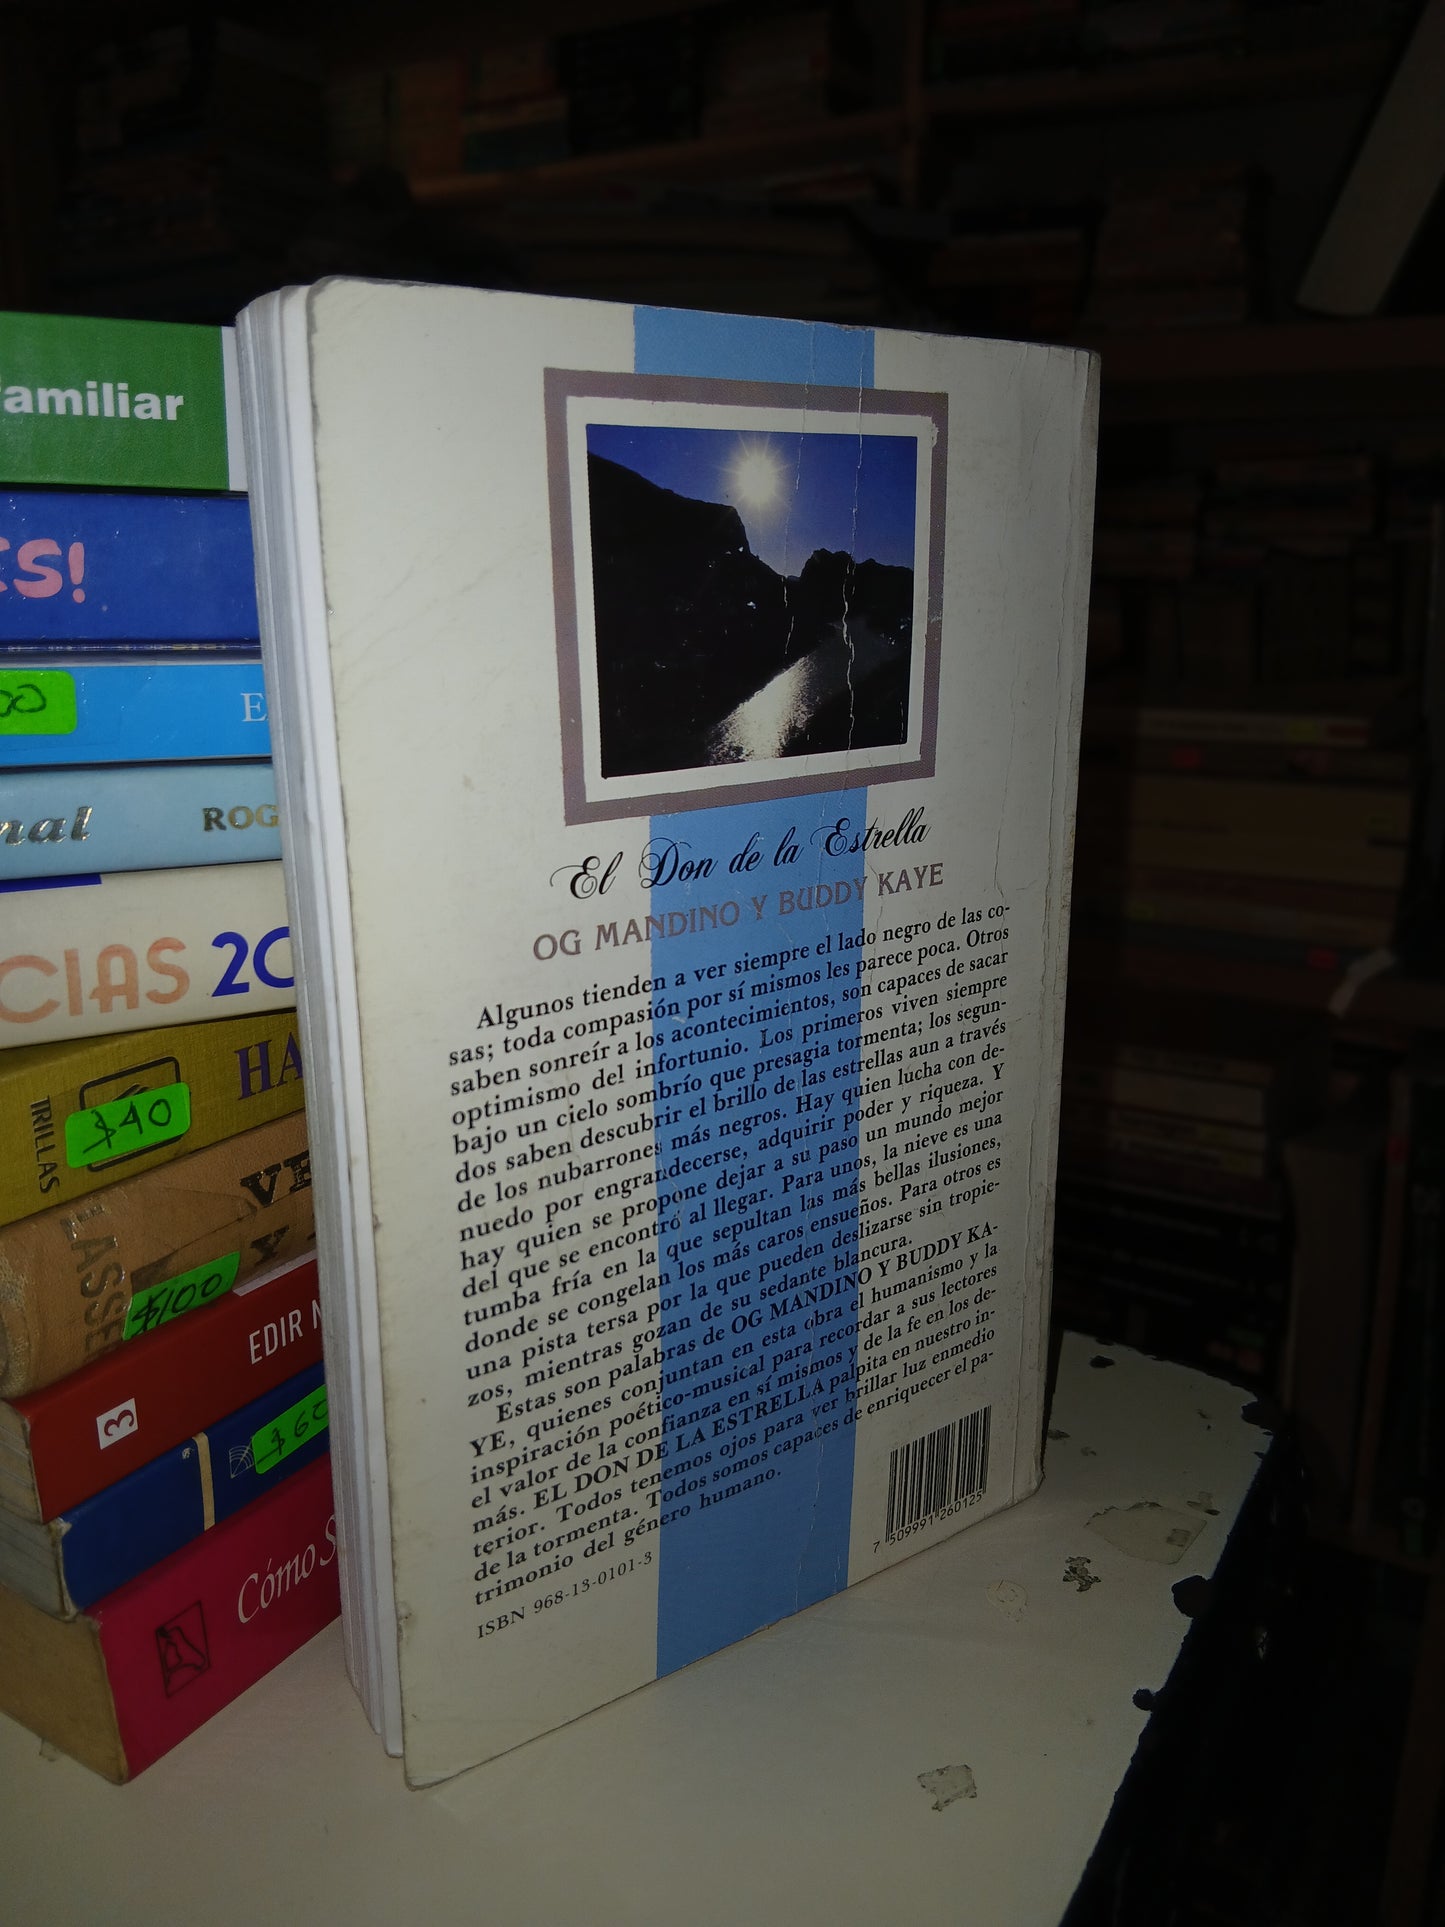 amiliar
ES!
00
E
nal ROG
CIAS 20
HA
TRILLAS
$40
VE
Y
LASSE
$100
EDIR
3
$60
Cómo S
El Don de la Estrella
OG MANDINO Y BUDDY KAYE
Algunos tienden a ver siempre el lado negro de las co-
sas; toda compasión por sí mismos les parece poca. Otros
saben sonreír a los acontecimientos, son capaces de sacar
optimismo del infortunio. Los primeros viven siempre
bajo un cielo sombrío que presagia tormenta; los segun-
dos saben descubrir el brillo de las estrellas aun a través
de los nubarrones más negros. Hay quien lucha con de-
nuedo por engrandecerse, adquirir poder y riqueza. Y
hay quien se propone dejar a su paso un mundo mejor
del que se encontró al llegar. Para unos, la nieve es una
tumba fría en la que sepultan las más bellas ilusiones,
donde se congelan los más caros ensueños. Para otros es
una pista tersa por la que pueden deslizarse sin tropie-
zos, mientras gozan de su sedante blancura.
Estas son palabras de OG MANDINO Y BUDDY KA-
YE, quienes conjuntan en esta obra el humanismo y la
inspiración poético-musical para recordar a sus lectores
el valor de la confianza en sí mismos y de la fe en los de-
más. EL DON DE LA ESTRELLA palpita en nuestro in-
terior. Todos tenemos ojos para ver brillar luz enmedio
de la tormenta. Todos somos capaces de enriquecer el pa-
trimonio del género humano.
ISBN 968-13-0101-3
7 509991 260125